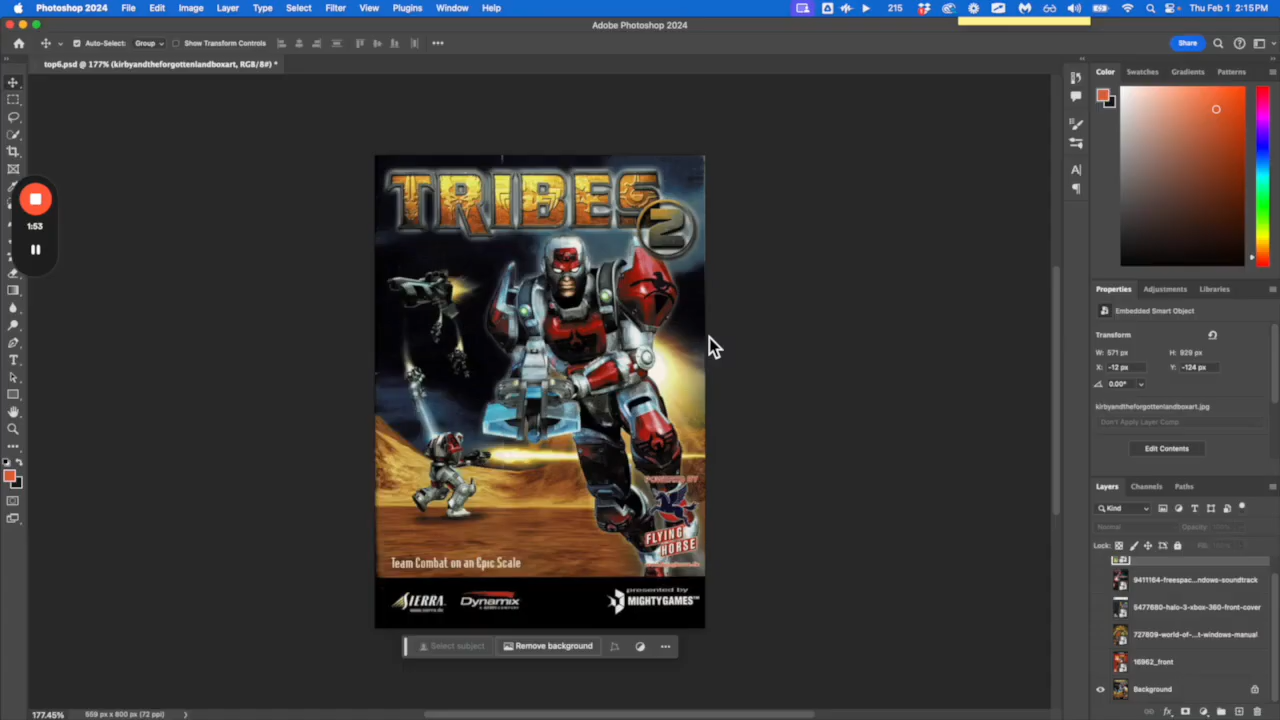 Photoshop 2024 File Edit Image Layer Type Select Filter View Plugins Window Help 215 Thu Feb 1 2:15PM
Adobe Photoshop 2024
Auto-Select: Group Show Transform Controls Share
top6.psd @ 177% (kirbyandtheforgottenlandboxart, RGB/8#) *
Color Swatches Gradients Patterns
1:53
TRIBES
2
Team Combat on an Epic Scale
POWERED BY
FLYING
HORSE
SIERRA
Dynamix
presented by
MIGHTYGAMES
Select subject Remove background
Properties Adjustments Libraries
Embedded Smart Object
Transform
W: 571 px H: 929 px
X: -12 px Y: -124 px
0.00°
kirbyandtheforgottenlandboxart.jpg
Don't Apply Layer Comp
Edit Contents
Layers Channels Paths
Kind
Normal Opacity: 100%
Lock:
9411164-freespac...ndows-soundtrack
5477680-halo-3-xbox-360-front-cover
727609-world-of-...t-windows-manual
16962_front
Background
177.45% 559 px x 800 px (72 ppi)